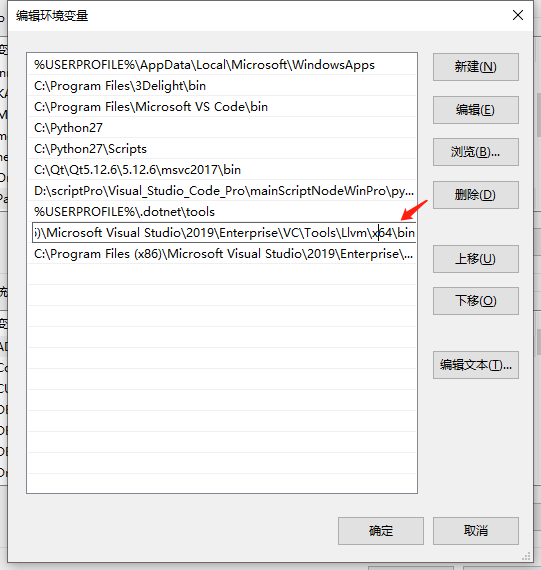 编辑环境变量
%USERPROFILE%\AppData\Local\Microsoft\WindowsApps
C:\Program Files\3Delight\bin
C:\Program Files\Microsoft VS Code\bin
C:\Python27
C:\Python27\Scripts
C:\Qt\Qt5.12.6\5.12.6\msvc2017\bin
D:\scriptPro\Visual_Studio_Code_Pro\mainScriptNodeWinPro\py...
%USERPROFILE%\.dotnet\tools
)\Microsoft Visual Studio\2019\Enterprise\VC\Tools\Llvm\x64\bin
C:\Program Files (x86)\Microsoft Visual Studio\2019\Enterprise\...
新建(N)
编辑(E)
浏览(B)...
删除(D)
上移(U)
下移(O)
编辑文本(T)...
确定
取消